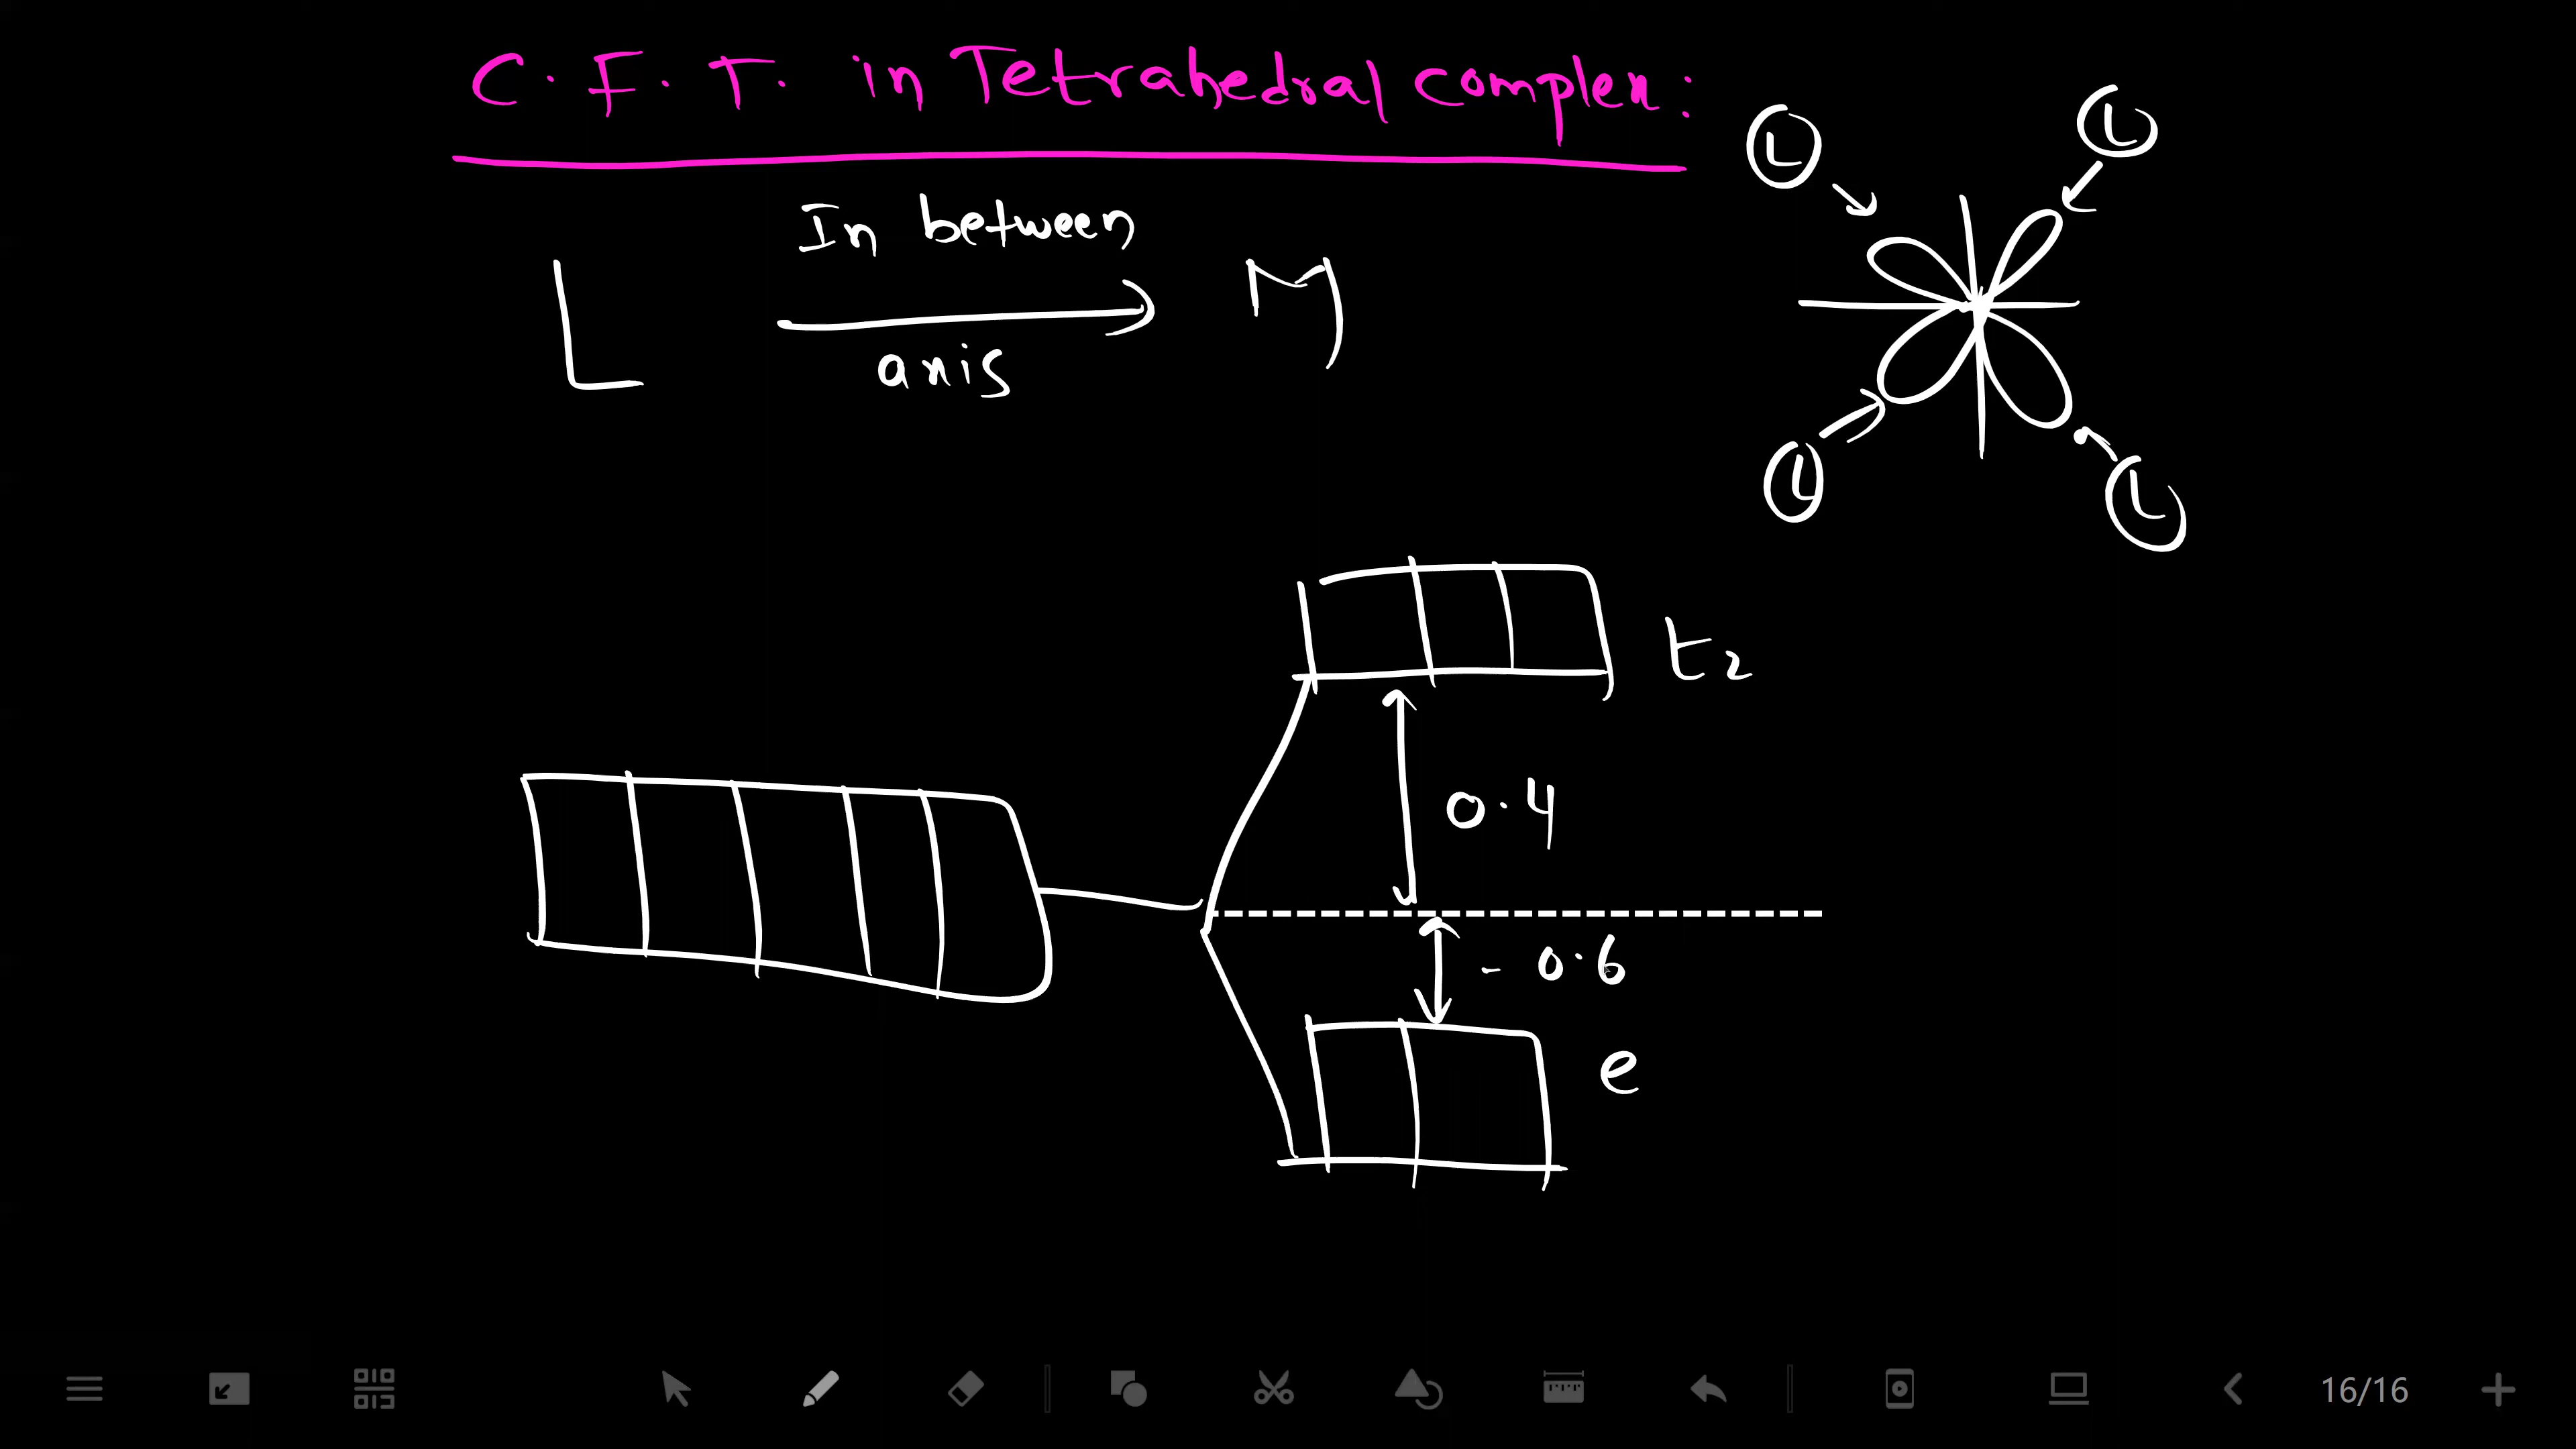 C. F. T. in Tetrahedral complex:
L
In between
axis
M
L
L
L
L
t2
0.4
- 0.6
e
16/16